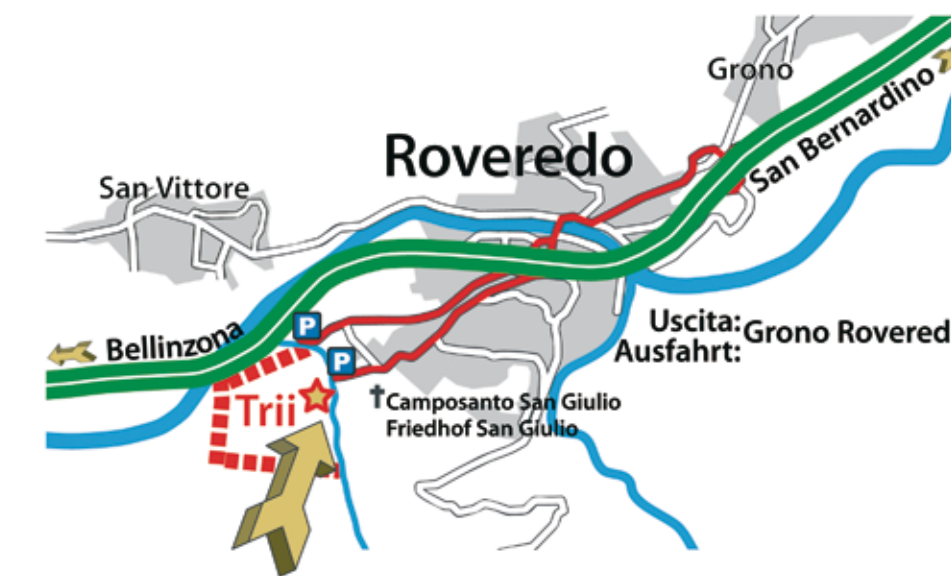 Grono
Roveredo
San Bernardino
San Vittore
Uscita: Grono Rovered
Ausfahrt:
Bellinzona
P
P
Trii
Camposanto San Giulio
Friedhof San Giulio